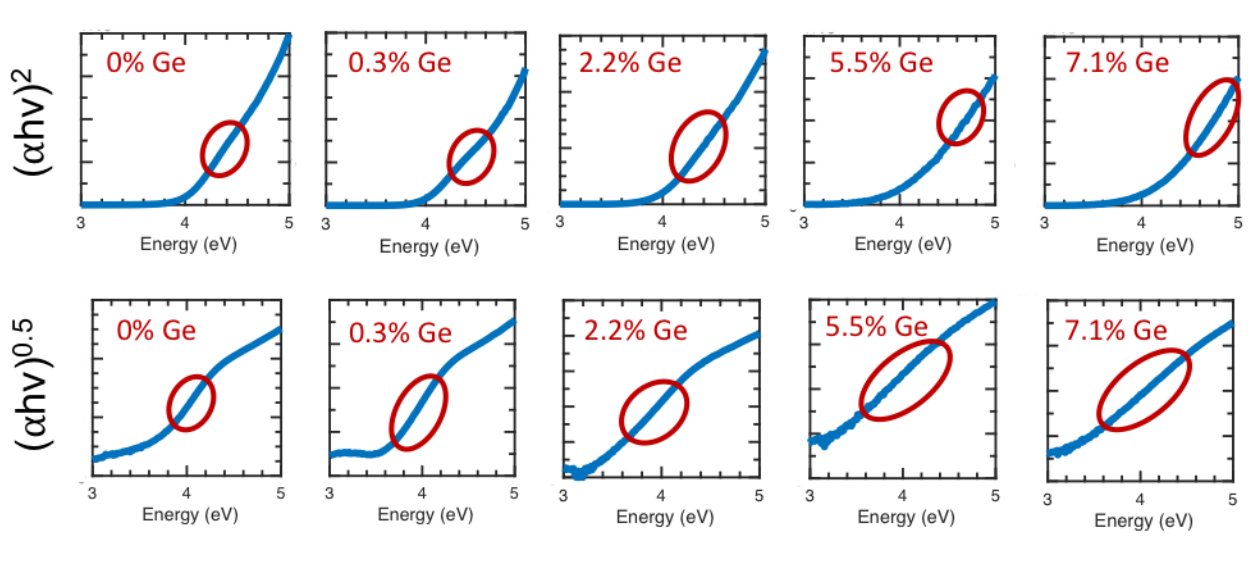 (αhν)²
0% Ge
0.3% Ge
2.2% Ge
5.5% Ge
7.1% Ge
3 4 5
3 4 5
3 4 5
3 4 5
3 4 5
Energy (eV)
Energy (eV)
Energy (eV)
Energy (eV)
Energy (eV)
(αhν)⁰·⁵
0% Ge
0.3% Ge
2.2% Ge
5.5% Ge
7.1% Ge
3 4 5
3 4 5
3 4 5
3 4 5
3 4 5
Energy (eV)
Energy (eV)
Energy (eV)
Energy (eV)
Energy (eV)